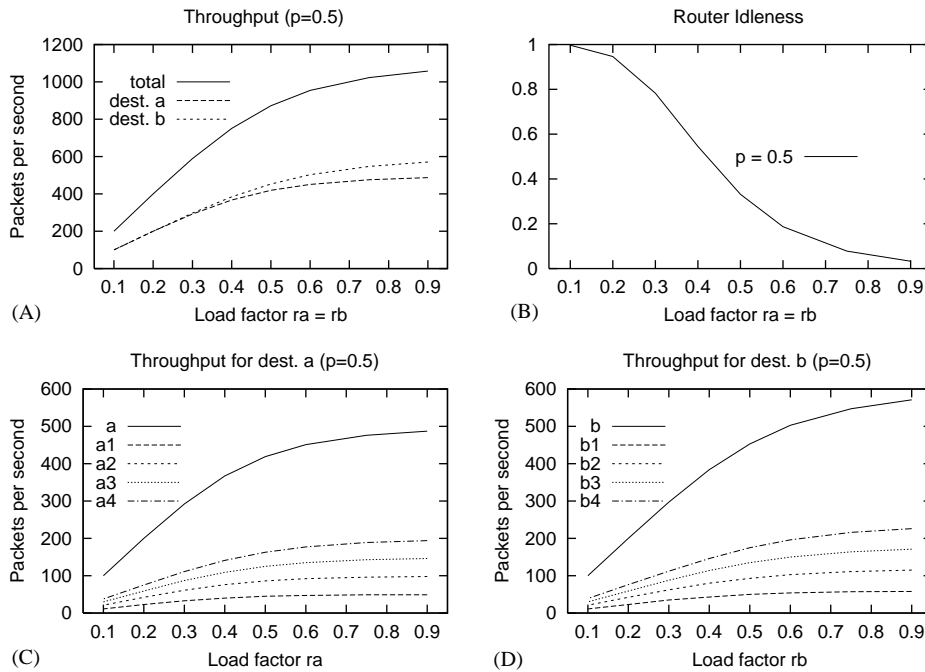 Throughput (p=0.5)
1200
1000
800
600
400
200
0
Packets per second
total
dest. a
dest. b
0.1 0.2 0.3 0.4 0.5 0.6 0.7 0.8 0.9
(A)
Load factor ra = rb
Router Idleness
1
0.8
0.6
0.4
0.2
0
p = 0.5
0.1 0.2 0.3 0.4 0.5 0.6 0.7 0.8 0.9
(B)
Load factor ra = rb
Throughput for dest. a (p=0.5)
600
500
400
300
200
100
0
Packets per second
a
a1
a2
a3
a4
0.1 0.2 0.3 0.4 0.5 0.6 0.7 0.8 0.9
(C)
Load factor ra
Throughput for dest. b (p=0.5)
600
500
400
300
200
100
0
Packets per second
b
b1
b2
b3
b4
0.1 0.2 0.3 0.4 0.5 0.6 0.7 0.8 0.9
(D)
Load factor rb